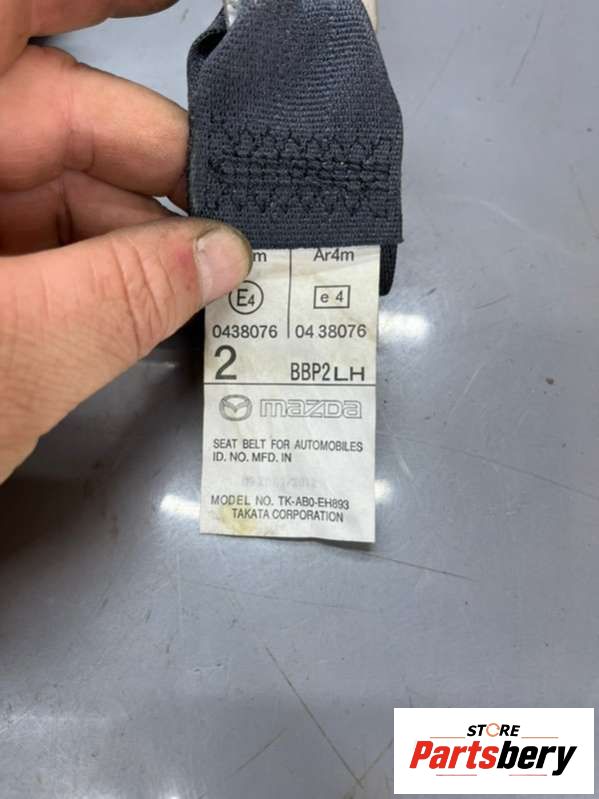 m Ar4m
E4 e 4
0438076 04 38076
2 BBP2LH
mazda
SEAT BELT FOR AUTOMOBILES
ID. NO. MFD. IN
MODEL NO. TK-AB0-EH893
TAKATA CORPORATION
STORE
Partsbery